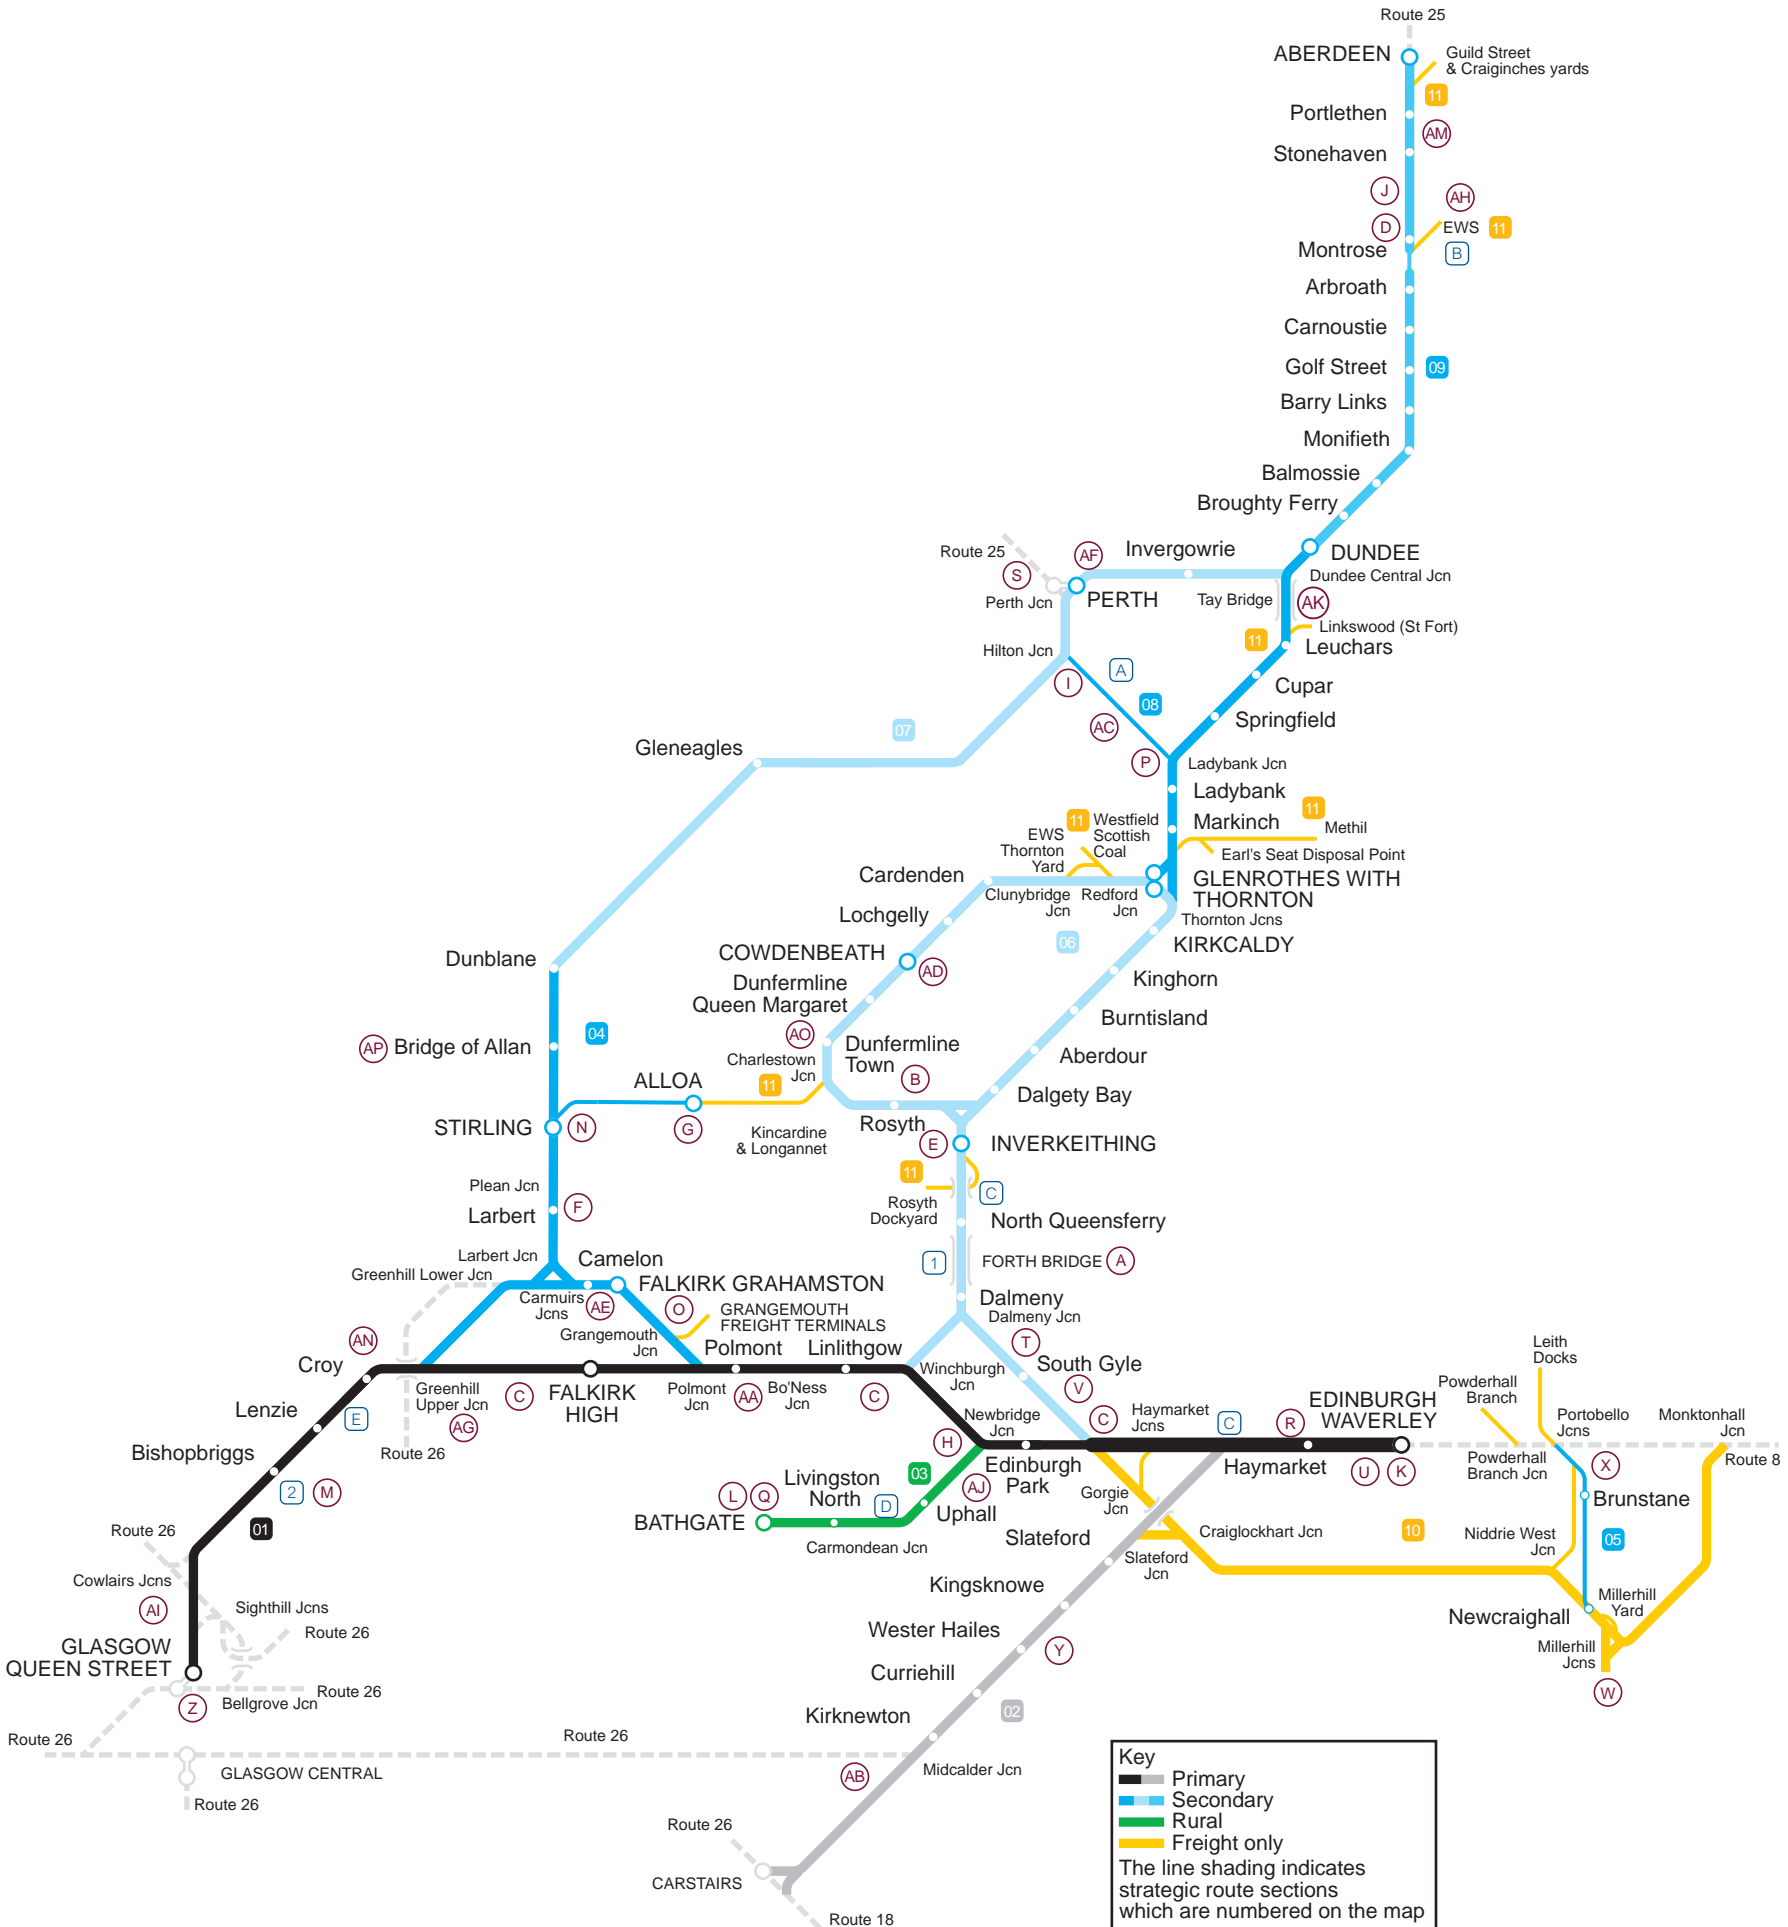 Route 25
ABERDEEN
Guild Street
& Craiginches yards
11
Portlethen
AM
Stonehaven
J
AH
D
EWS
11
Montrose
B
Arbroath
Carnoustie
Golf Street
09
Barry Links
Monifieth
Balmossie
Broughty Ferry
Route 25
AF
Invergowrie
DUNDEE
S
Dundee Central Jcn
Perth Jcn
PERTH
Tay Bridge
AK
Linkswood (St Fort)
11
Leuchars
Hilton Jcn
A
I
Cupar
08
AC
Springfield
07
Gleneagles
P
Ladybank Jcn
Ladybank
11
Markinch
Methil
11
Westfield
Scottish
Coal
EWS
Thornton
Yard
Earl's Seat Disposal Point
Cardenden
GLENROTHES WITH
THORNTON
Clunybridge
Jcn
Redford
Jcn
Thornton Jcns
Lochgelly
06
KIRKCALDY
COWDENBEATH
AD
Dunblane
Kinghorn
Dunfermline
Queen Margaret
Burntisland
04
AO
AP
Bridge of Allan
Dunfermline
Town
Aberdour
Charlestown
Jcn
ALLOA
11
B
Dalgety Bay
STIRLING
N
G
Kincardine
& Longannet
Rosyth
E
INVERKEITHING
11
Plean Jcn
C
Rosyth
Dockyard
F
Larbert
North Queensferry
Larbert Jcn
Camelon
1
FORTH BRIDGE
A
Greenhill Lower Jcn
FALKIRK GRAHAMSTON
Carmuirs
Jcns
AE
O
GRANGEMOUTH
FREIGHT TERMINALS
Dalmeny
Dalmeny Jcn
Grangemouth
Jcn
AN
Polmont
Linlithgow
T
Croy
Winchburgh
Jcn
South Gyle
Leith
Docks
Greenhill
Upper Jcn
C
FALKIRK
HIGH
Polmont
Jcn
AA
Bo'Ness
Jcn
C
V
Powderhall
Branch
EDINBURGH
WAVERLEY
Lenzie
E
AG
Newbridge
Jcn
C
Haymarket
Jcns
C
R
Portobello
Jcns
Monktonhall
Jcn
Route 26
H
Bishopbriggs
Edinburgh
Park
Haymarket
U
K
Powderhall
Branch Jcn
X
Route 8
03
Livingston
North
D
AJ
2
M
L
Q
Uphall
Gorgie
Jcn
Brunstane
BATHGATE
01
Route 26
Carmondean Jcn
Slateford
Craiglockhart Jcn
10
Niddrie West
Jcn
05
Slateford
Jcn
Cowlairs Jcns
Kingsknowe
Millerhill
Yard
AI
Sighthill Jcns
Newcraighall
Route 26
Wester Hailes
GLASGOW
QUEEN STREET
Y
Millerhill
Jcns
Curriehill
Route 26
W
Z
Bellgrove Jcn
Kirknewton
02
Route 26
Route 26
Midcalder Jcn
GLASGOW CENTRAL
AB
Route 26
Route 26
CARSTAIRS
Route 18
Key
Primary
Secondary
Rural
Freight only
The line shading indicates
strategic route sections
which are numbered on the map